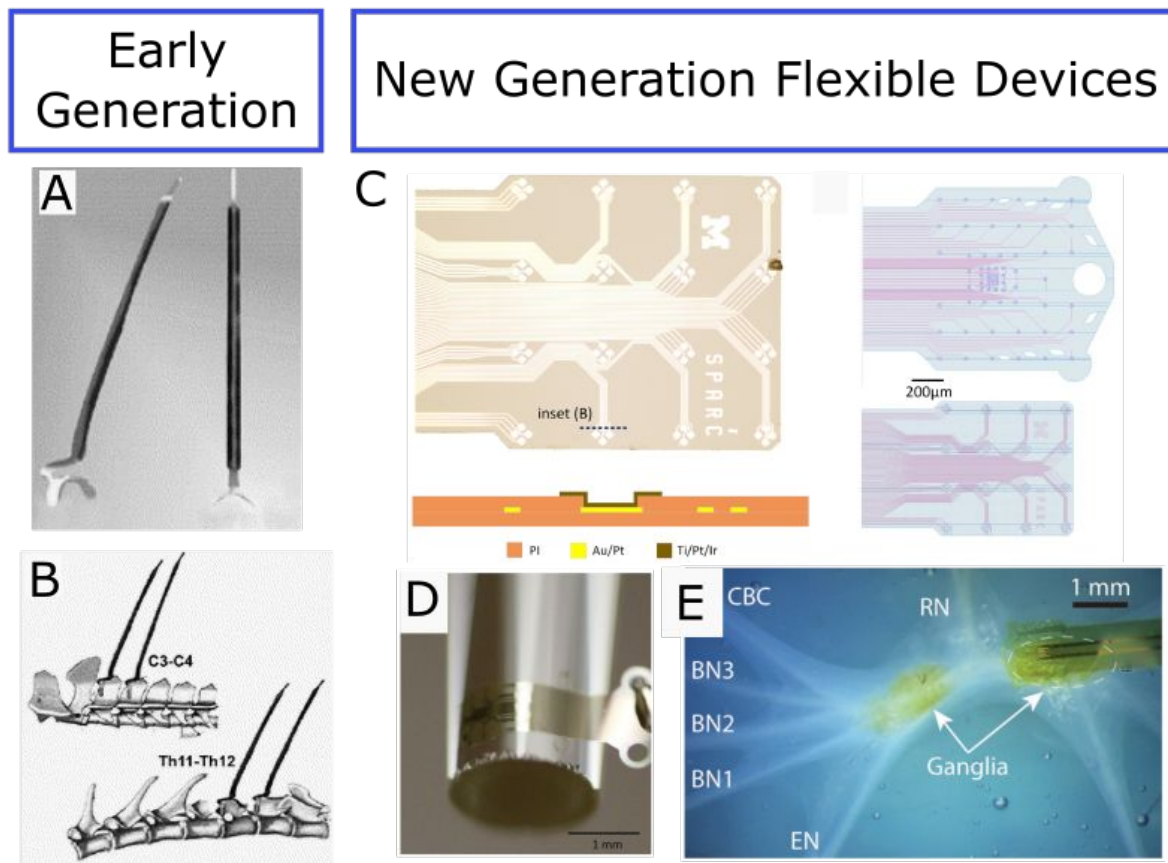 Early
Generation
New Generation Flexible Devices
A
B
C3-C4
Th11-Th12
C
M
SPARC
inset (B)
PI
Au/Pt
Ti/Pt/Ir
200µm
M
SPARC
D
1 mm
E
CBC
RN
1 mm
BN3
BN2
BN1
Ganglia
EN